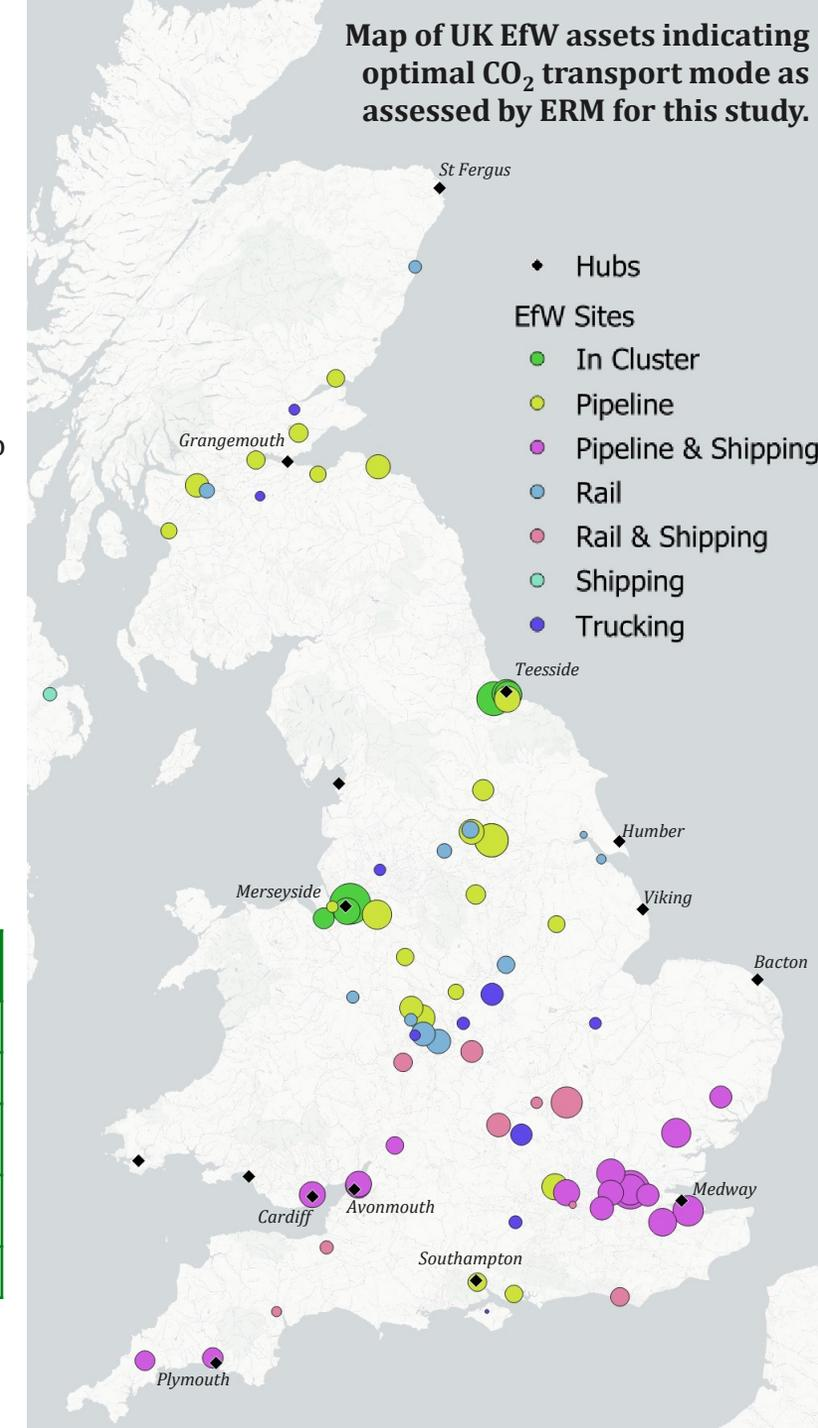 Map of UK EfW assets indicating
optimal CO₂ transport mode as
assessed by ERM for this study.
St Fergus
Hubs
EfW Sites
In Cluster
Pipeline
Pipeline & Shipping
Rail
Rail & Shipping
Shipping
Trucking
Grangemouth
Teesside
Humber
Merseyside
Viking
Bacton
Medway
Avonmouth
Cardiff
Southampton
Plymouth